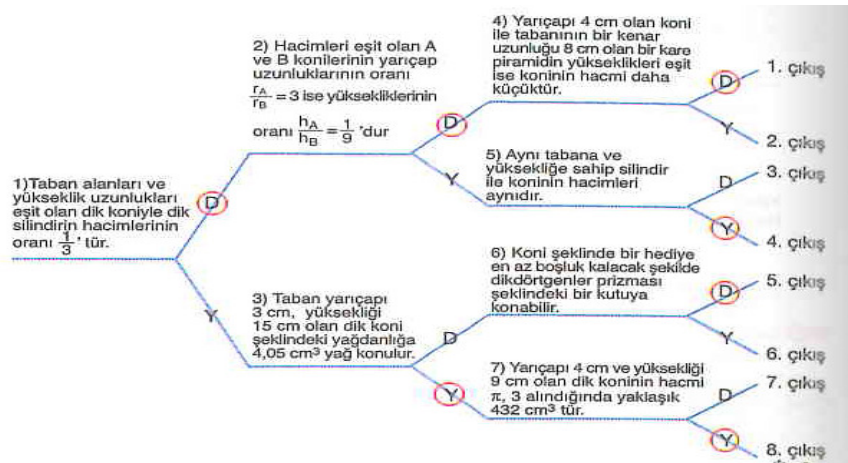 1)Taban alanları ve
yükseklik uzunlukları
eşit olan dik koniyle dik
silindirin hacimlerinin
oranı 1/3' tür.
D
Y
2) Hacimleri eşit olan A
ve B konilerinin yarıçap
uzunluklarının oranı
rA/rB = 3 ise yüksekliklerinin
oranı hA/hB = 1/9 'dur
D
Y
3) Taban yarıçapı
3 cm, yüksekliği
15 cm olan dik koni
şeklindeki yağdanlığa
4,05 cm³ yağ konulur.
D
Y
4) Yarıçapı 4 cm olan koni
ile tabanının bir kenar
uzunluğu 8 cm olan bir kare
piramidin yükseklikleri eşit
ise koninin hacmi daha
küçüktür.
D
1. çıkış
Y
2. çıkış
5) Aynı tabana ve
yüksekliğe sahip silindir
ile koninin hacimleri
aynıdır.
D
3. çıkış
Y
4. çıkış
6) Koni şeklinde bir hediye
en az boşluk kalacak şekilde
dikdörtgenler prizması
şeklindeki bir kutuya
konabilir.
D
5. çıkış
Y
6. çıkış
7) Yarıçapı 4 cm ve yüksekliği
9 cm olan dik koninin hacmi
π, 3 alındığında yaklaşık
432 cm³ tür.
D
7. çıkış
Y
8. çıkış